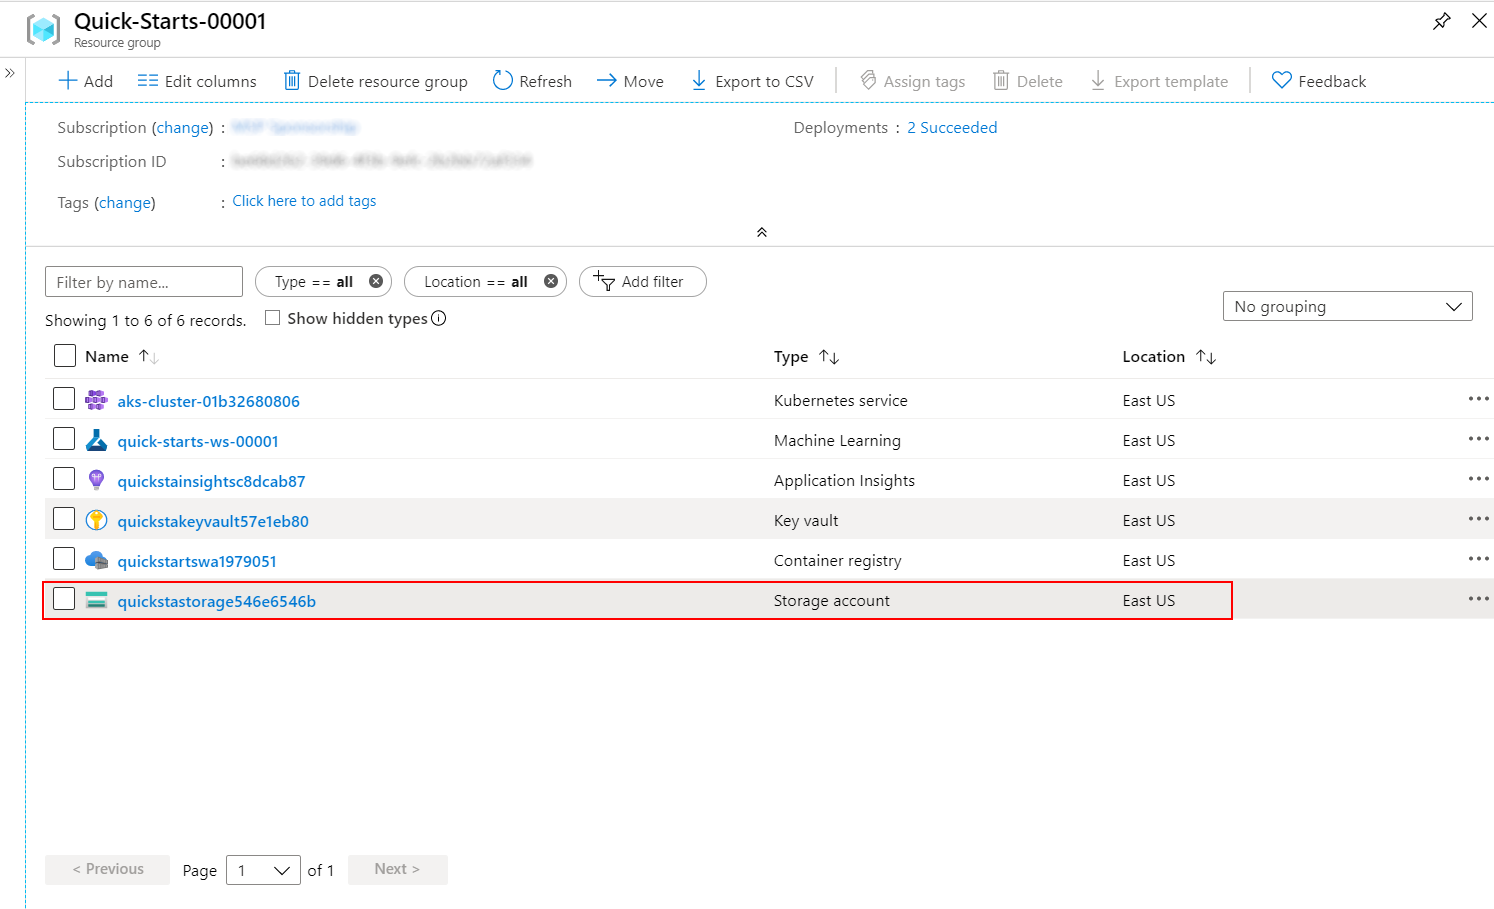 Quick-Starts-00001
Resource group
Add Edit columns Delete resource group Refresh Move Export to CSV Assign tags Delete Export template Feedback
Subscription (change) : Deployments : 2 Succeeded
Subscription ID :
Tags (change) : Click here to add tags
Filter by name... Type == all Location == all Add filter
Showing 1 to 6 of 6 records. Show hidden types No grouping
Name Type Location
aks-cluster-01b32680806 Kubernetes service East US
quick-starts-ws-00001 Machine Learning East US
quickstainsightsc8dcab87 Application Insights East US
quickstakeyvault57e1eb80 Key vault East US
quickstartswa1979051 Container registry East US
quickstastorage546e6546b Storage account East US
< Previous Page 1 of 1 Next >